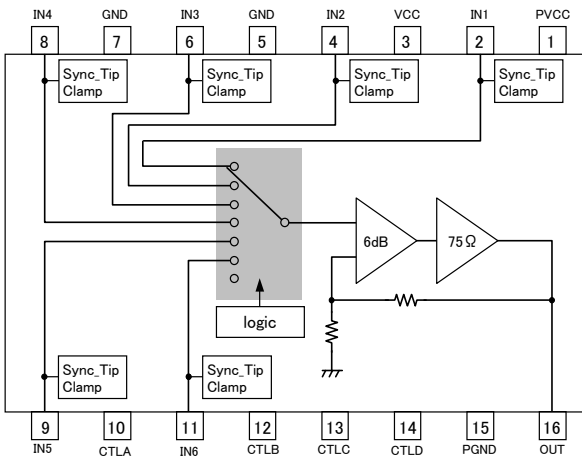 IN4 GND IN3 GND IN2 VCC IN1 PVCC
8 7 6 5 4 3 2 1
Sync_Tip
Clamp
Sync_Tip
Clamp
Sync_Tip
Clamp
Sync_Tip
Clamp
6dB
75Ω
logic
Sync_Tip
Clamp
Sync_Tip
Clamp
9 10 11 12 13 14 15 16
IN5 CTLA IN6 CTLB CTLC CTLD PGND OUT